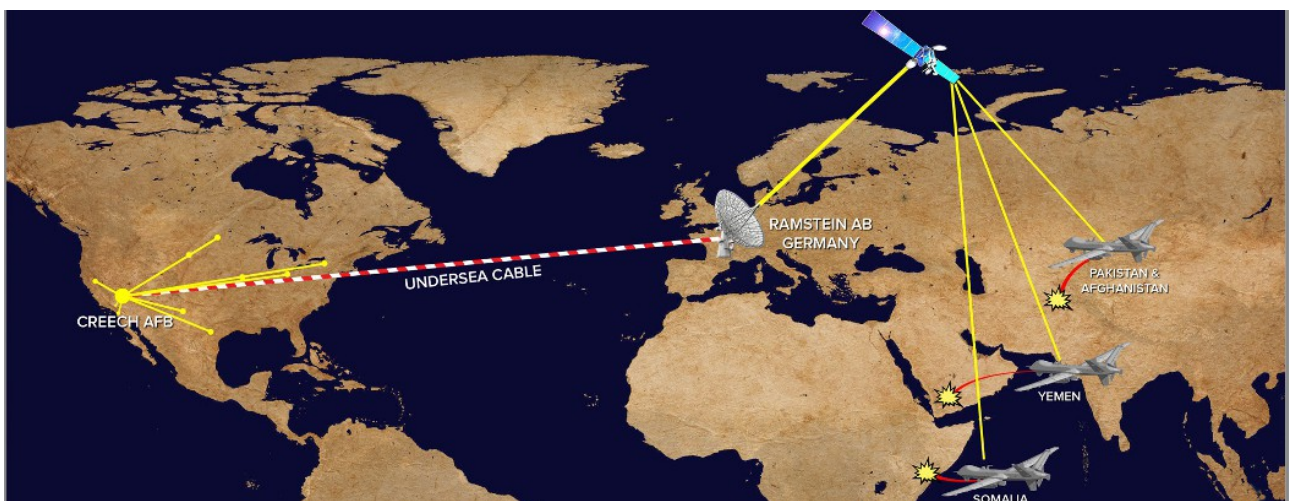 RAMSTEIN AB
GERMANY
UNDERSEA CABLE
CREECH AFB
PAKISTAN &
AFGHANISTAN
YEMEN
SOMALIA